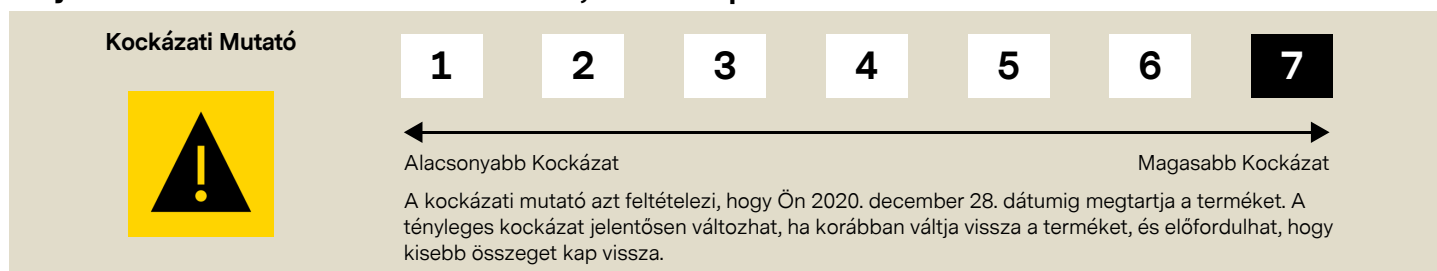 Kockázati Mutató
1 2 3 4 5 6 7
Alacsonyabb Kockázat Magasabb Kockázat
A kockázati mutató azt feltételezi, hogy Ön 2020. december 28. dátumig megtartja a terméket. A
tényleges kockázat jelentősen változhat, ha korábban váltja vissza a terméket, és előfordulhat, hogy
kisebb összeget kap vissza.